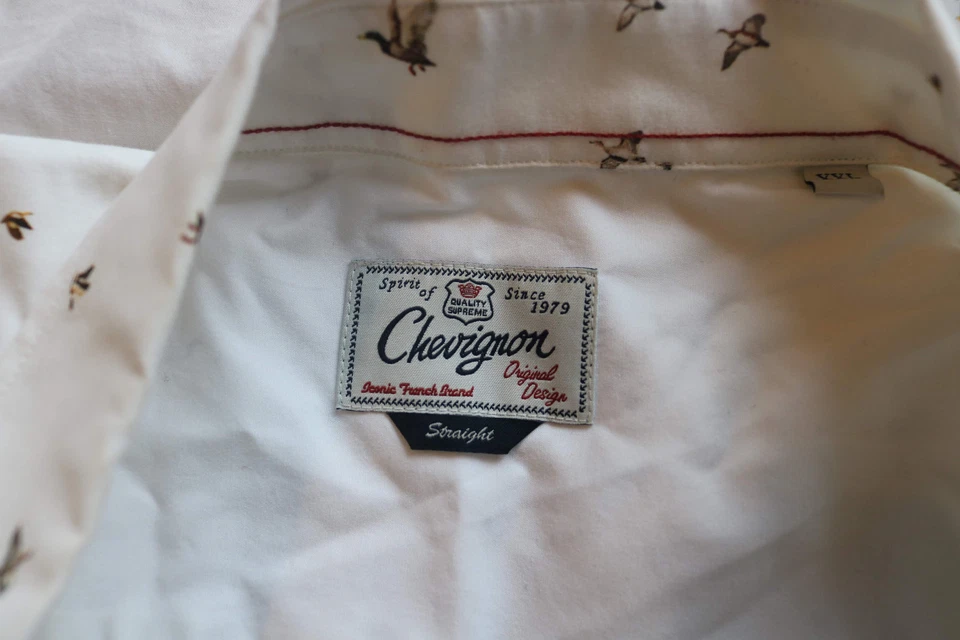 Spirit of
Since 1979
QUALITY
SUPREME
Chevignon
Original
Design
Iconic French Brand
Straight